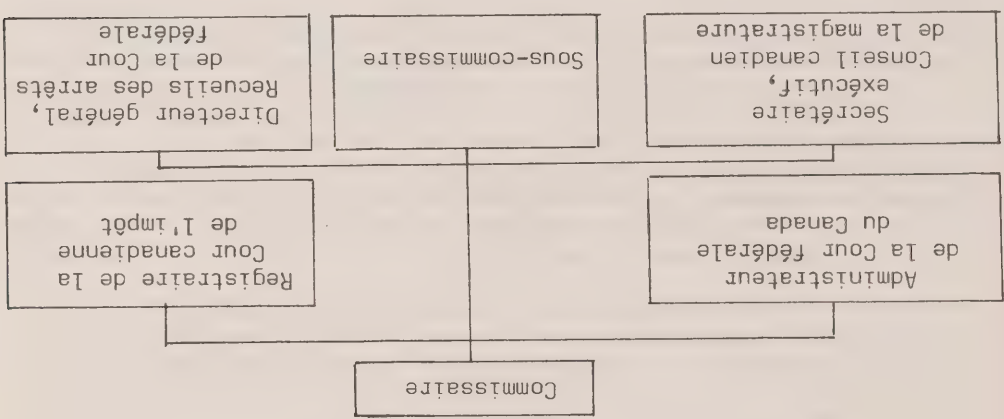 Commissaire
Administrateur
de la Cour fédérale
du Canada
Registraire de la
Cour canadienne
de l'impôt
Secrétaire
exécutif,
Conseil canadien
de la magistrature
Sous-commissaire
Directeur général,
Recueils des arrêts
de la Cour
fédérale